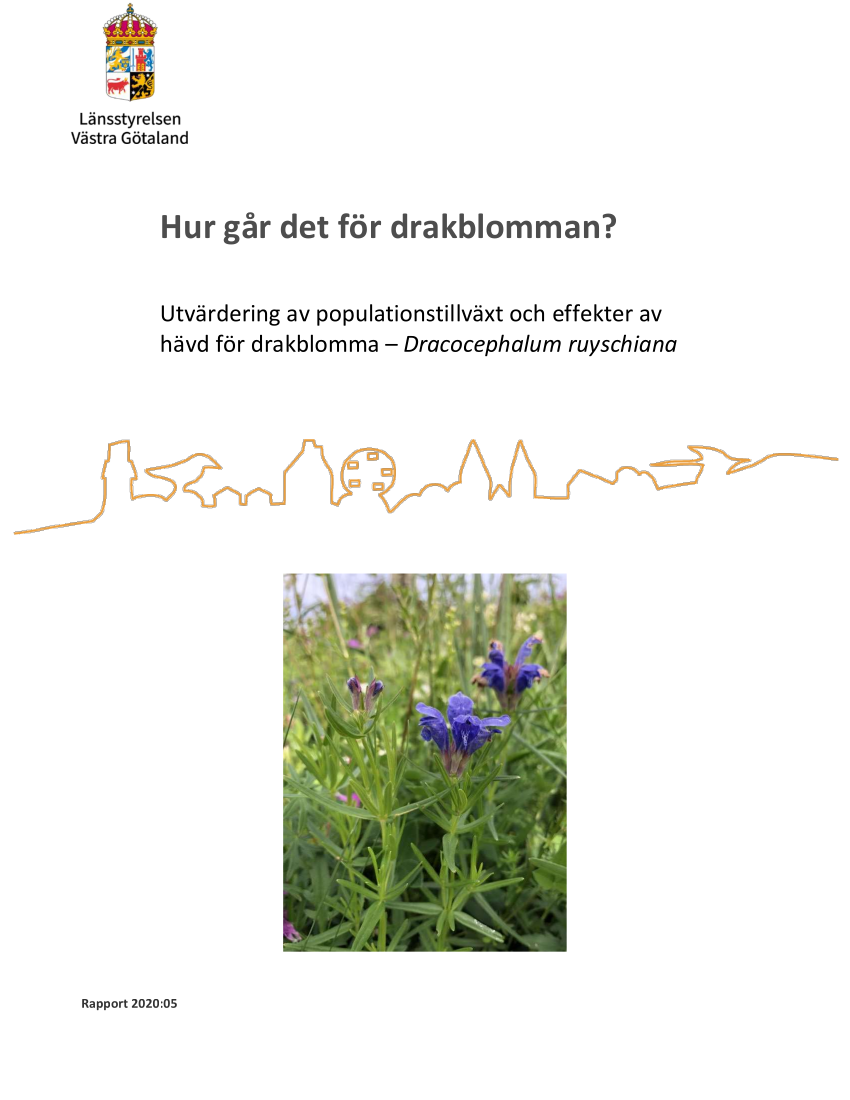 Länsstyrelsen
Västra Götaland
Hur går det för drakblomman?
Utvärdering av populationstillväxt och effekter av
hävd för drakblomma – Dracocephalum ruyschiana
Rapport 2020:05